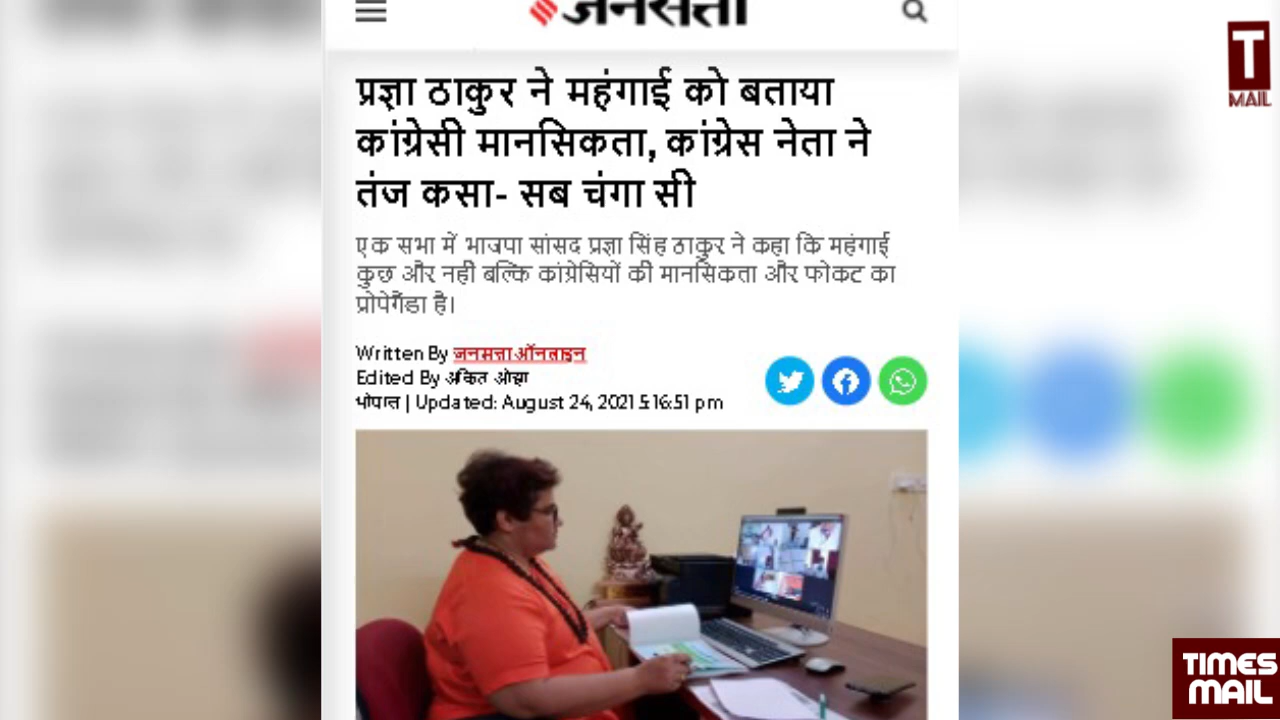 जनसत्ता
T
MAIL
प्रज्ञा ठाकुर ने महंगाई को बताया
कांग्रेसी मानसिकता, कांग्रेस नेता ने
तंज कसा- सब चंगा सी
एक सभा में भाजपा सांसद प्रज्ञा सिंह ठाकुर ने कहा कि महंगाई
कुछ और नहीं बल्कि कांग्रेसियों की मानसिकता और फोकट का
प्रोपेगैंडा है।
Written By जनसत्ता ऑनलाइन
Edited By अंकित ओझा
भोपाल | Updated: August 24, 2021 5:16:51 pm
TIMES
MAIL